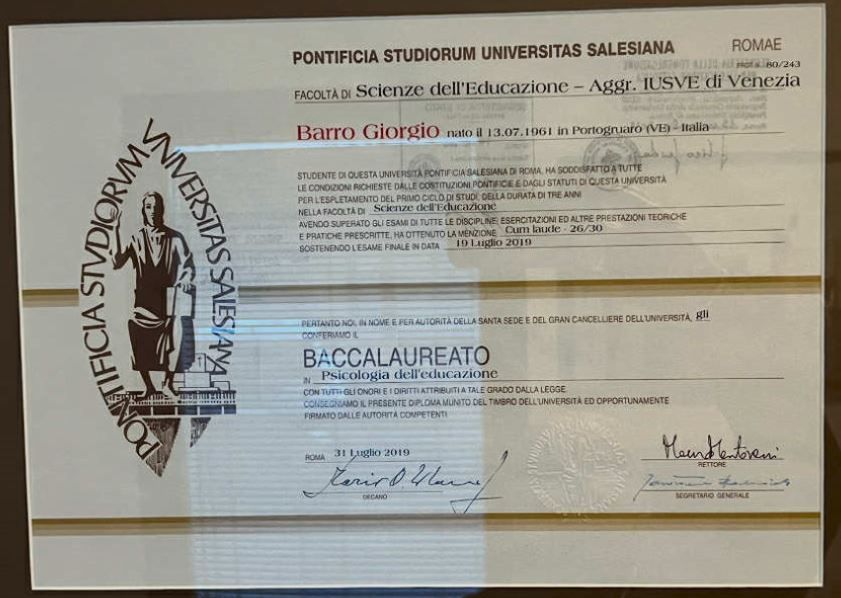 PONTIFICIA STUDIORUM UNIVERSITAS SALESIANA
ROMAE
PROT. N. 80/243
FACOLTÀ DI Scienze dell'Educazione – Aggr. IUSVE di Venezia
Barro Giorgio nato il 13.07.1961 in Portogruaro (VE) - Italia
STUDENTE DI QUESTA UNIVERSITÀ PONTIFICIA SALESIANA DI ROMA, HA SODDISFATTO A TUTTE
LE CONDIZIONI RICHIESTE DALLE COSTITUZIONI PONTIFICIE E DAGLI STATUTI DI QUESTA UNIVERSITÀ
PER L'ESPLETAMENTO DEL PRIMO CICLO DI STUDI, DELLA DURATA DI TRE ANNI
NELLA FACOLTÀ DI Scienze dell'Educazione
AVENDO SUPERATO GLI ESAMI DI TUTTE LE DISCIPLINE, ESERCITAZIONI ED ALTRE PRESTAZIONI TEORICHE
E PRATICHE PRESCRITTE, HA OTTENUTO LA MENZIONE Cum laude - 26/30
SOSTENENDO L'ESAME FINALE IN DATA 19 Luglio 2019
PONTIFICIA STVDIORVM VNIVERSITAS SALESIANA
PERTANTO NOI, IN NOME E PER AUTORITÀ DELLA SANTA SEDE E DEL GRAN CANCELLIERE DELL'UNIVERSITÀ, gli
CONFERIAMO IL
BACCALAUREATO
IN Psicologia dell'educazione
CON TUTTI GLI ONORI E I DIRITTI ATTRIBUITI A TALE GRADO DALLA LEGGE.
CONSEGNIAMO IL PRESENTE DIPLOMA MUNITO DEL TIMBRO DELL'UNIVERSITÀ ED OPPORTUNAMENTE
FIRMATO DALLE AUTORITÀ COMPETENTI
ROMA 31 Luglio 2019
DECANO
RETTORE
SEGRETARIO GENERALE